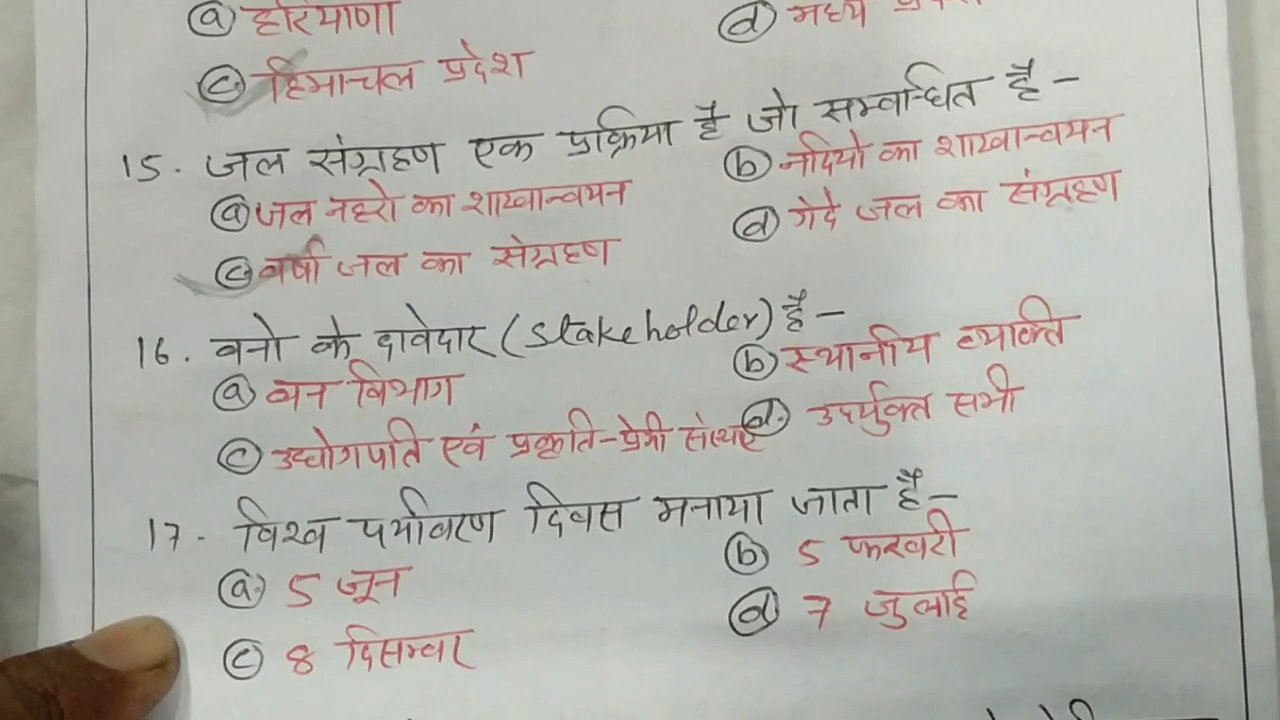 (a) हरियाणा
(d) मध्य
(c) हिमाचल प्रदेश
15. जल संग्रहण एक प्रक्रिया है जो सम्वन्धित है -
(a) जल नहरो का शाखान्वयन
(b) नदियो का शाखान्वयन
(c) वर्षा जल का संग्रहण
(d) गंदे जल का संग्रहण
16. वनो के दावेदार (stakeholder) है -
(a) वन विभाग
(b) स्थानीय व्यक्ति
(c) उद्योगपति एवं प्रकृति-प्रेमी संस्थाएं
(d) उपर्युक्त सभी
17. विश्व पर्यावरण दिवस मनाया जाता है -
(a) 5 जून
(b) 5 फरवरी
(c) 8 दिसम्वर
(d) 7 जुलाई